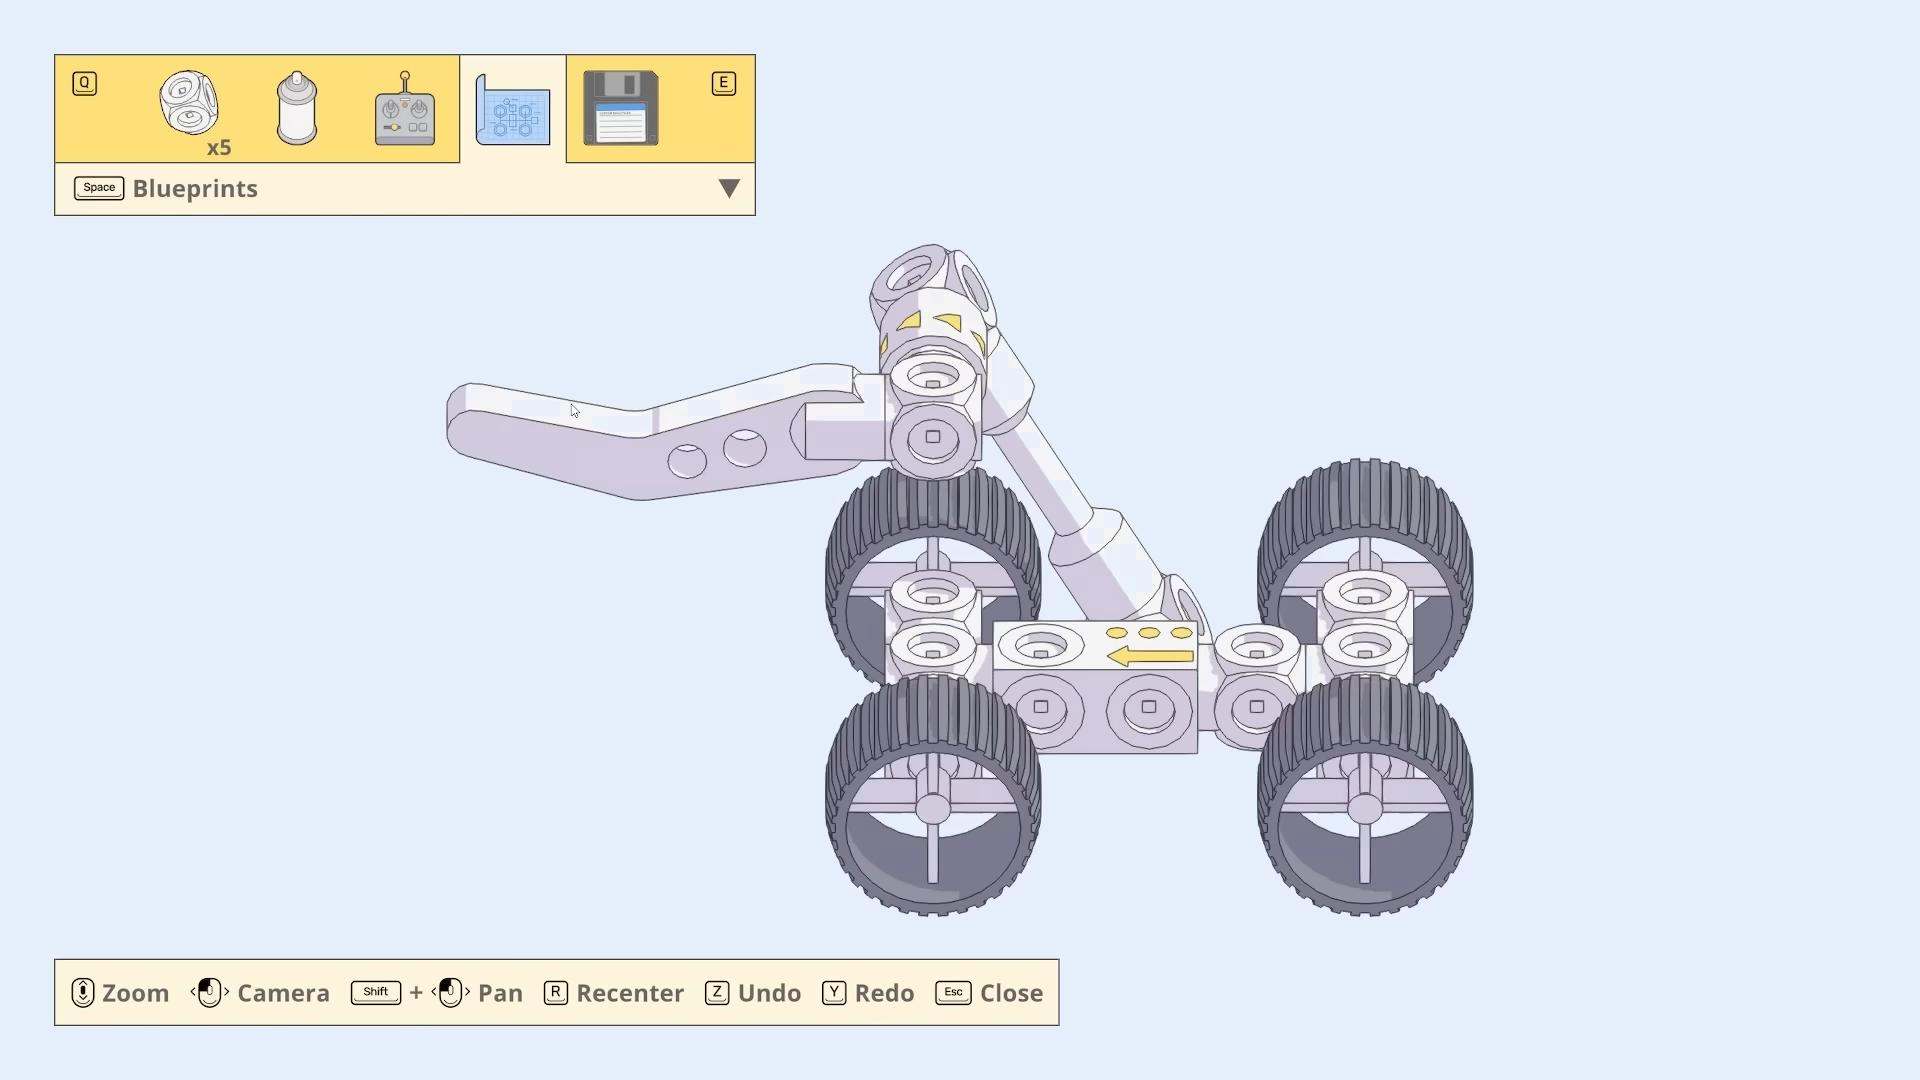 Q
E
x5
Space Blueprints
Zoom Camera Shift + Pan R Recenter Z Undo Y Redo Esc Close